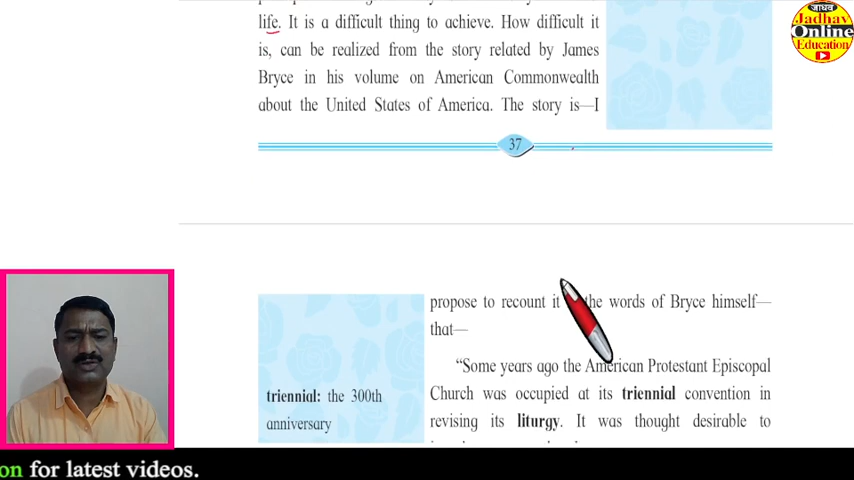 life. It is a difficult thing to achieve. How difficult it
is, can be realized from the story related by James
Bryce in his volume on American Commonwealth
about the United States of America. The story is—I
37
propose to recount it the words of Bryce himself—
that—
"Some years ago the American Protestant Episcopal
Church was occupied at its triennial convention in
revising its liturgy. It was thought desirable to
triennial: the 300th
anniversary
जाधव
Jadhav
Online
Education
on for latest videos.